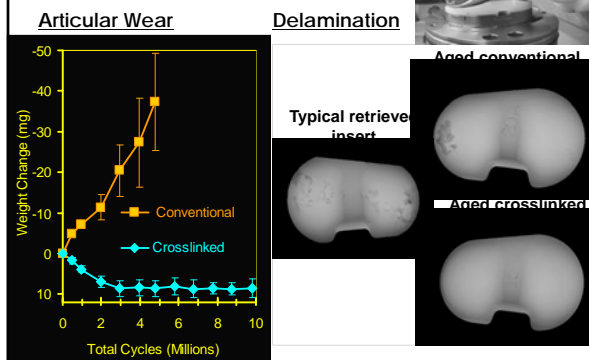 Articular Wear
Delamination
-50
-40
-30
-20
-10
0
10
Weight Change (mg)
Conventional
Crosslinked
0 2 4 6 8 10
Total Cycles (Millions)
Typical retrieved
insert
Aged conventional
Aged crosslinked